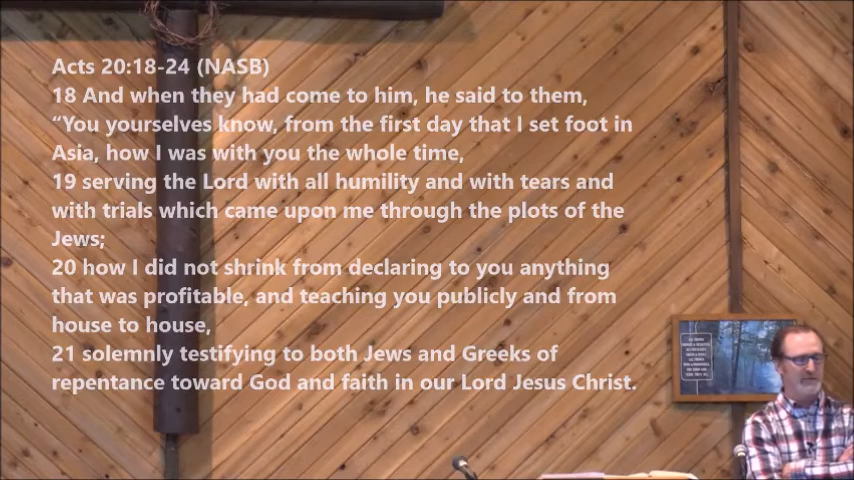 Acts 20:18-24 (NASB)
18 And when they had come to him, he said to them,
“You yourselves know, from the first day that I set foot in
Asia, how I was with you the whole time,
19 serving the Lord with all humility and with tears and
with trials which came upon me through the plots of the
Jews;
20 how I did not shrink from declaring to you anything
that was profitable, and teaching you publicly and from
house to house,
21 solemnly testifying to both Jews and Greeks of
repentance toward God and faith in our Lord Jesus Christ.